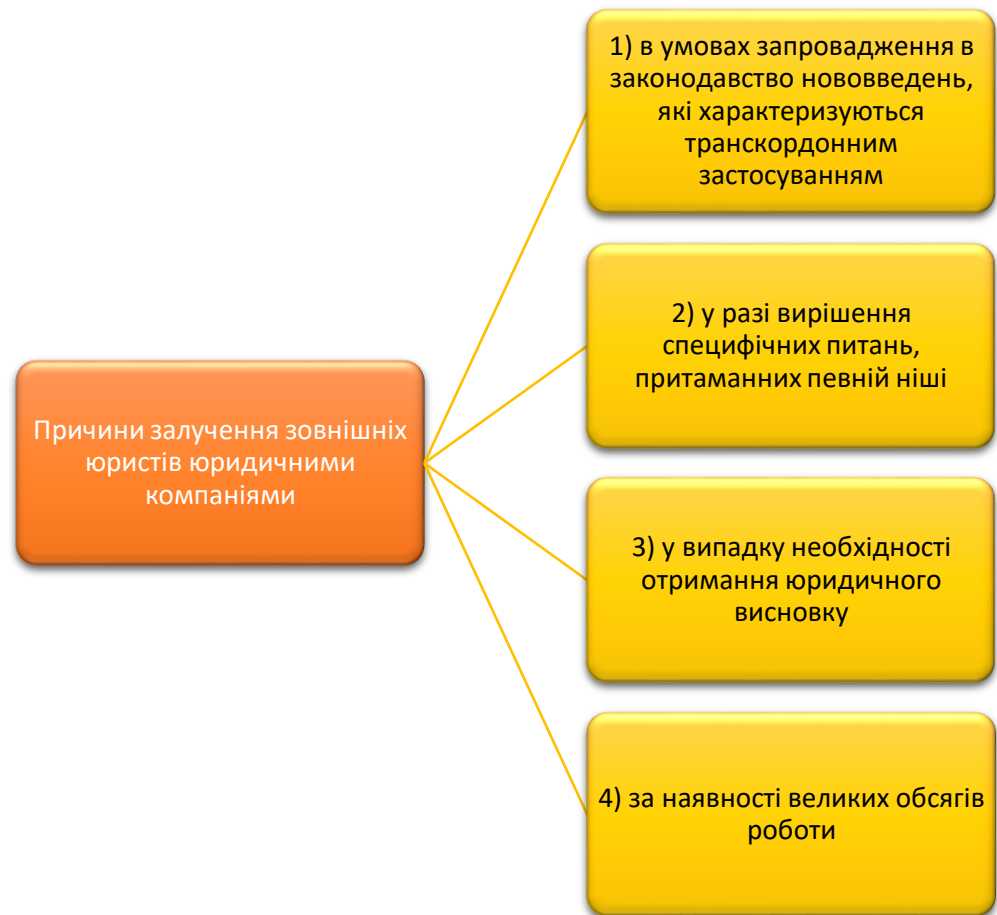 Причини залучення зовнішніх
юристів юридичними
компаніями
1) в умовах запровадження в
законодавство нововведень,
які характеризуються
транскордонним
застосуванням
2) у разі вирішення
специфічних питань,
притаманних певній ніші
3) у випадку необхідності
отримання юридичного
висновку
4) за наявності великих обсягів
роботи